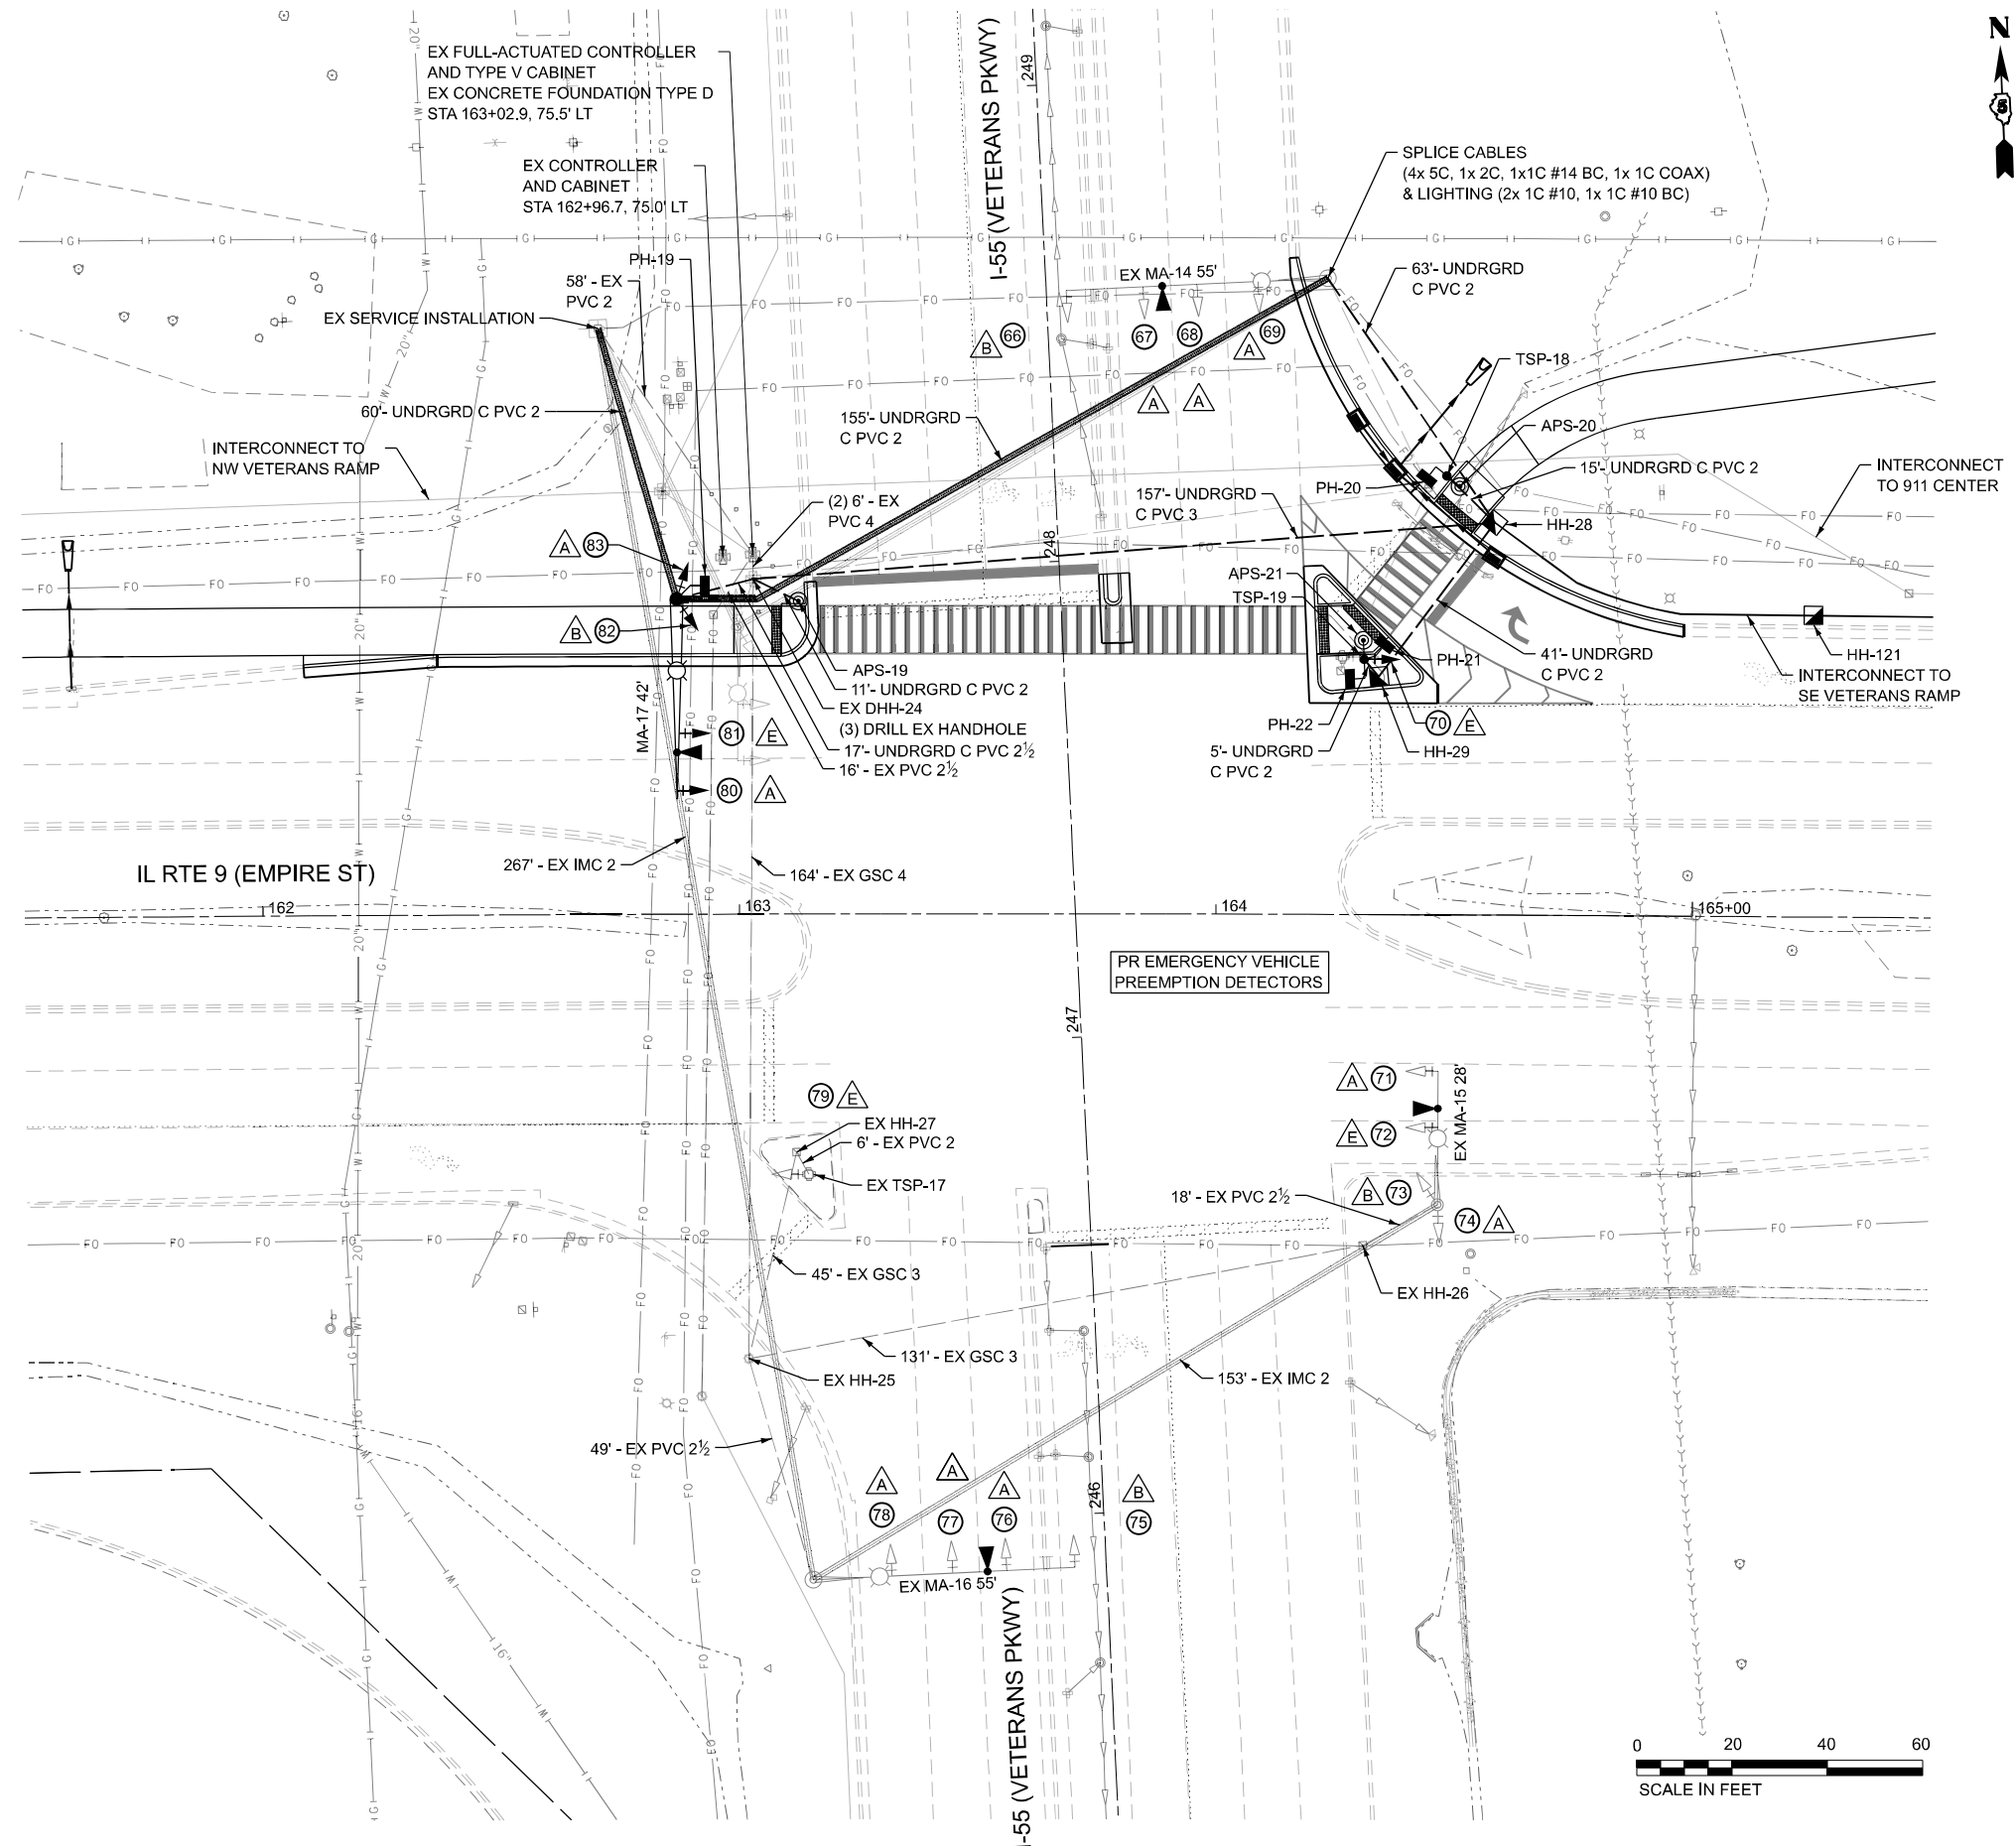 N
5
EX FULL-ACTUATED CONTROLLER
AND TYPE V CABINET
EX CONCRETE FOUNDATION TYPE D
STA 163+02.9, 75.5' LT
EX CONTROLLER
AND CABINET
STA 162+96.7, 75.0' LT
I-55 (VETERANS PKWY)
249
SPLICE CABLES
(4x 5C, 1x 2C, 1x1C #14 BC, 1x 1C COAX)
& LIGHTING (2x 1C #10, 1x 1C #10 BC)
PH-19
58' - EX
PVC 2
EX SERVICE INSTALLATION
EX MA-14 55'
63'- UNDRGRD
C PVC 2
B
66
67
68
A
69
A
A
TSP-18
60'- UNDRGRD C PVC 2
155'- UNDRGRD
C PVC 2
APS-20
INTERCONNECT TO
NW VETERANS RAMP
15'- UNDRGRD C PVC 2
INTERCONNECT
TO 911 CENTER
PH-20
(2) 6' - EX
PVC 4
157'- UNDRGRD
C PVC 3
HH-28
248
A
83
APS-21
TSP-19
B
82
PH-21
41'- UNDRGRD
C PVC 2
HH-121
INTERCONNECT TO
SE VETERANS RAMP
APS-19
11'- UNDRGRD C PVC 2
EX DHH-24
(3) DRILL EX HANDHOLE
17'- UNDRGRD C PVC 2½
16' - EX PVC 2½
MA-17 42'
81
E
80
A
PH-22
5'- UNDRGRD
C PVC 2
70
E
HH-29
IL RTE 9 (EMPIRE ST)
267' - EX IMC 2
164' - EX GSC 4
162
163
164
165+00
PR EMERGENCY VEHICLE
PREEMPTION DETECTORS
247
79
E
EX HH-27
6' - EX PVC 2
EX TSP-17
A
71
E
72
EX MA-15 28'
18' - EX PVC 2½
B
73
74
A
45' - EX GSC 3
EX HH-26
131' - EX GSC 3
EX HH-25
153' - EX IMC 2
49' - EX PVC 2½
A
78
A
77
A
76
246
B
75
EX MA-16 55'
I-55 (VETERANS PKWY)
0 20 40 60
SCALE IN FEET
20"
20"
20"
20"
20"
16"
16"
G
W
FO